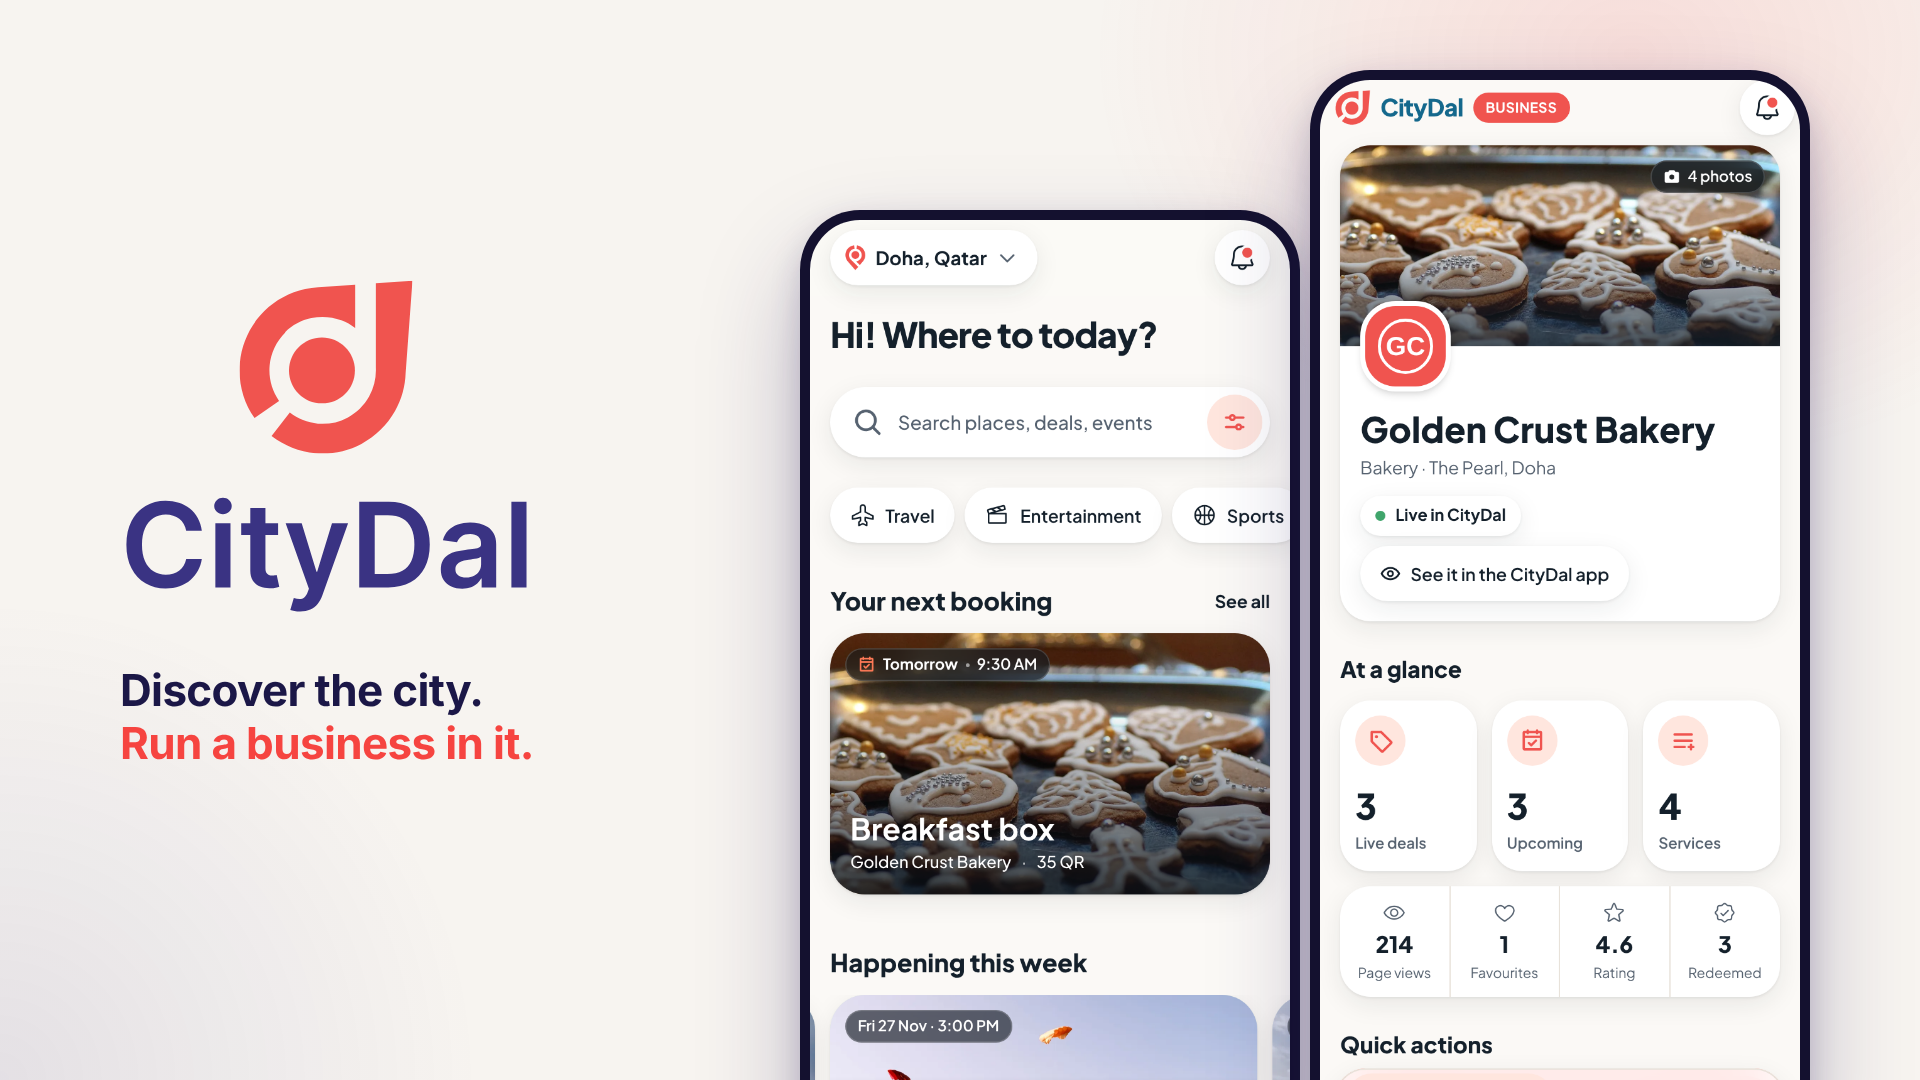 CityDal
Discover the city.
Run a business in it.
Doha, Qatar
Hi! Where to today?
Search places, deals, events
Travel
Entertainment
Sports
Your next booking
See all
Tomorrow • 9:30 AM
Breakfast box
Golden Crust Bakery · 35 QR
Happening this week
Fri 27 Nov · 3:00 PM
CityDal BUSINESS
4 photos
GC
Golden Crust Bakery
Bakery · The Pearl, Doha
Live in CityDal
See it in the CityDal app
At a glance
3
Live deals
3
Upcoming
4
Services
214
Page views
1
Favourites
4.6
Rating
3
Redeemed
Quick actions